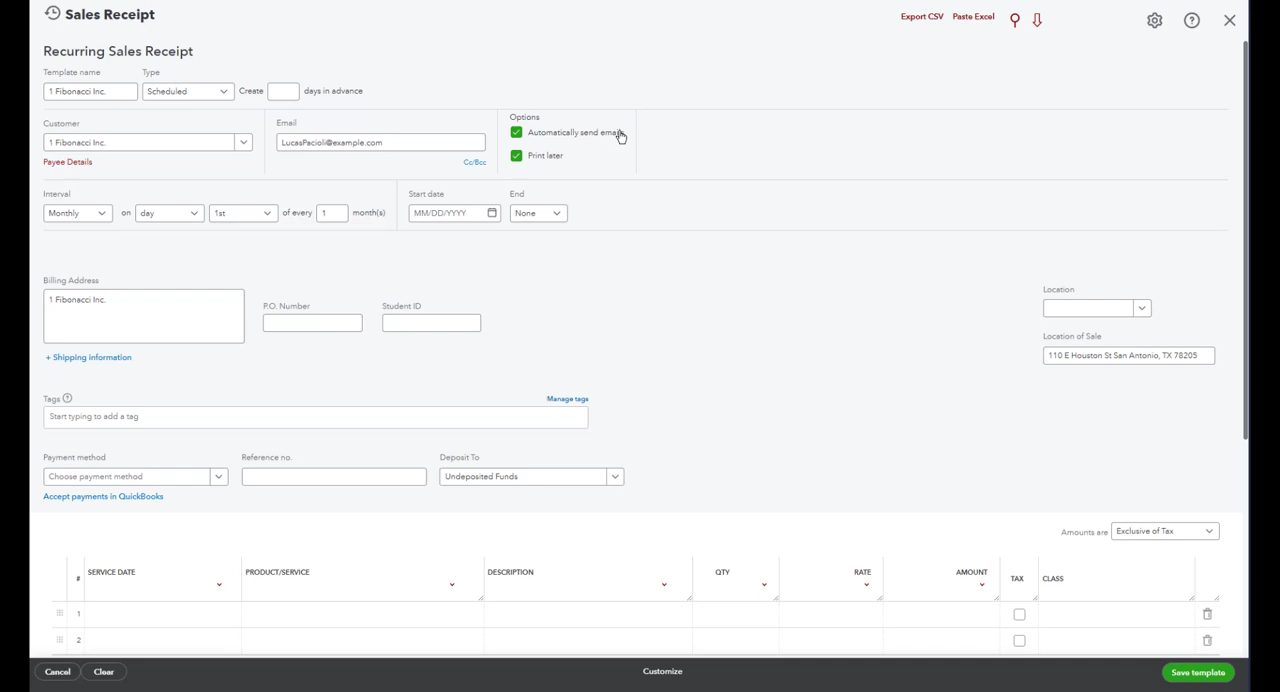 Sales Receipt
Export CSV Paste Excel
Recurring Sales Receipt
Template name Type
1 Fibonacci Inc. Scheduled Create days in advance
Customer Email Options
1 Fibonacci Inc. LucasPacioli@example.com Automatically send emails
Payee Details Cc/Bcc Print later
Interval Start date End
Monthly on day 1st of every 1 month(s) MM/DD/YYYY None
Billing Address
1 Fibonacci Inc.
P.O. Number Student ID
Location
Location of Sale
110 E Houston St San Antonio, TX 78205
+ Shipping information
Tags ? Manage tags
Start typing to add a tag
Payment method Reference no. Deposit To
Choose payment method Undeposited Funds
Accept payments in QuickBooks
Amounts are Exclusive of Tax
# SERVICE DATE PRODUCT/SERVICE DESCRIPTION QTY RATE AMOUNT TAX CLASS
1
2
Cancel Clear Customize Save template